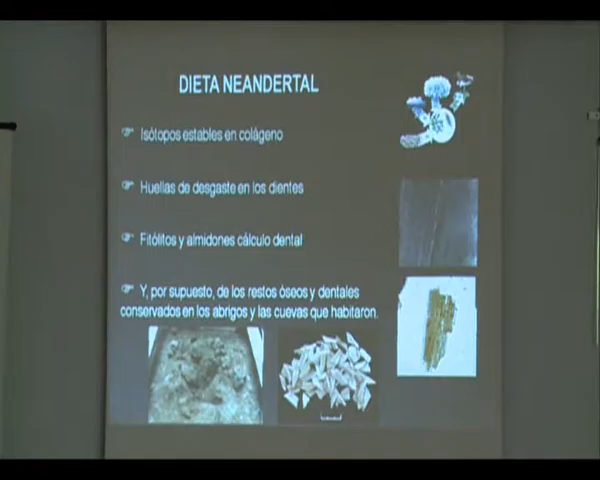 DIETA NEANDERTAL
Isótopos estables en colágeno
Huellas de desgaste en los dientes
Fitólitos y almidones cálculo dental
Y, por supuesto, de los restos óseos y dentales
conservados en los abrigos y las cuevas que habitaron.